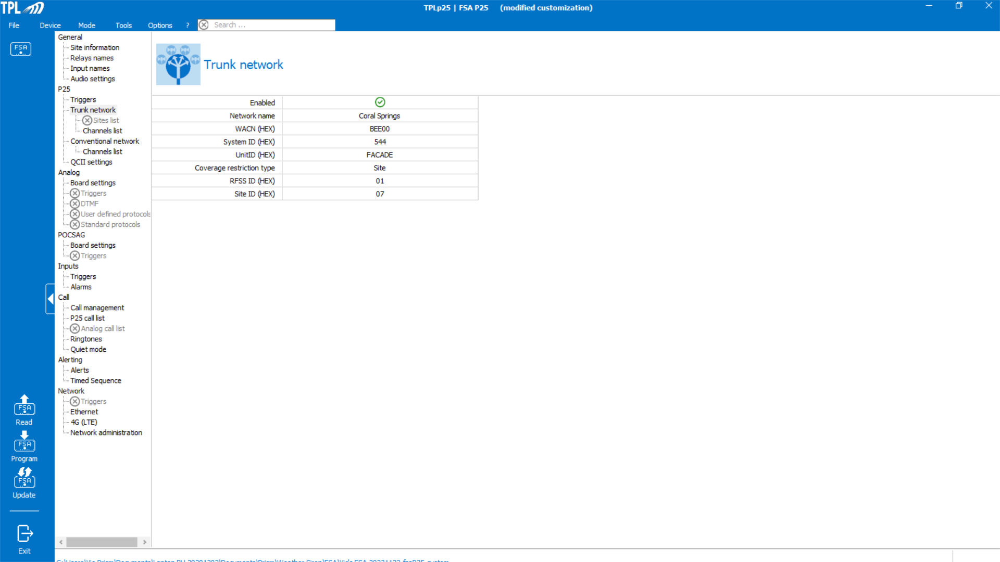 TPL
TPLp25 | FSA P25 (modified customization)
File Device Mode Tools Options ? Search ...
FSA
General
Site information
Relays names
Input names
Audio settings
P25
Triggers
Trunk network
Sites list
Channels list
Conventional network
Channels list
QCII settings
Analog
Board settings
Triggers
DTMF
User defined protocols
Standard protocols
POCSAG
Board settings
Triggers
Inputs
Triggers
Alarms
Call
Call management
P25 call list
Analog call list
Ringtones
Quiet mode
Alerting
Alerts
Timed Sequence
Network
Triggers
Ethernet
4G (LTE)
Network administration
FSA
Read
FSA
Program
FSA
Update
Exit
Trunk network
Enabled
Network name Coral Springs
WACN (HEX) BEE00
System ID (HEX) 544
UnitID (HEX) FACADE
Coverage restriction type Site
RFSS ID (HEX) 01
Site ID (HEX) 07